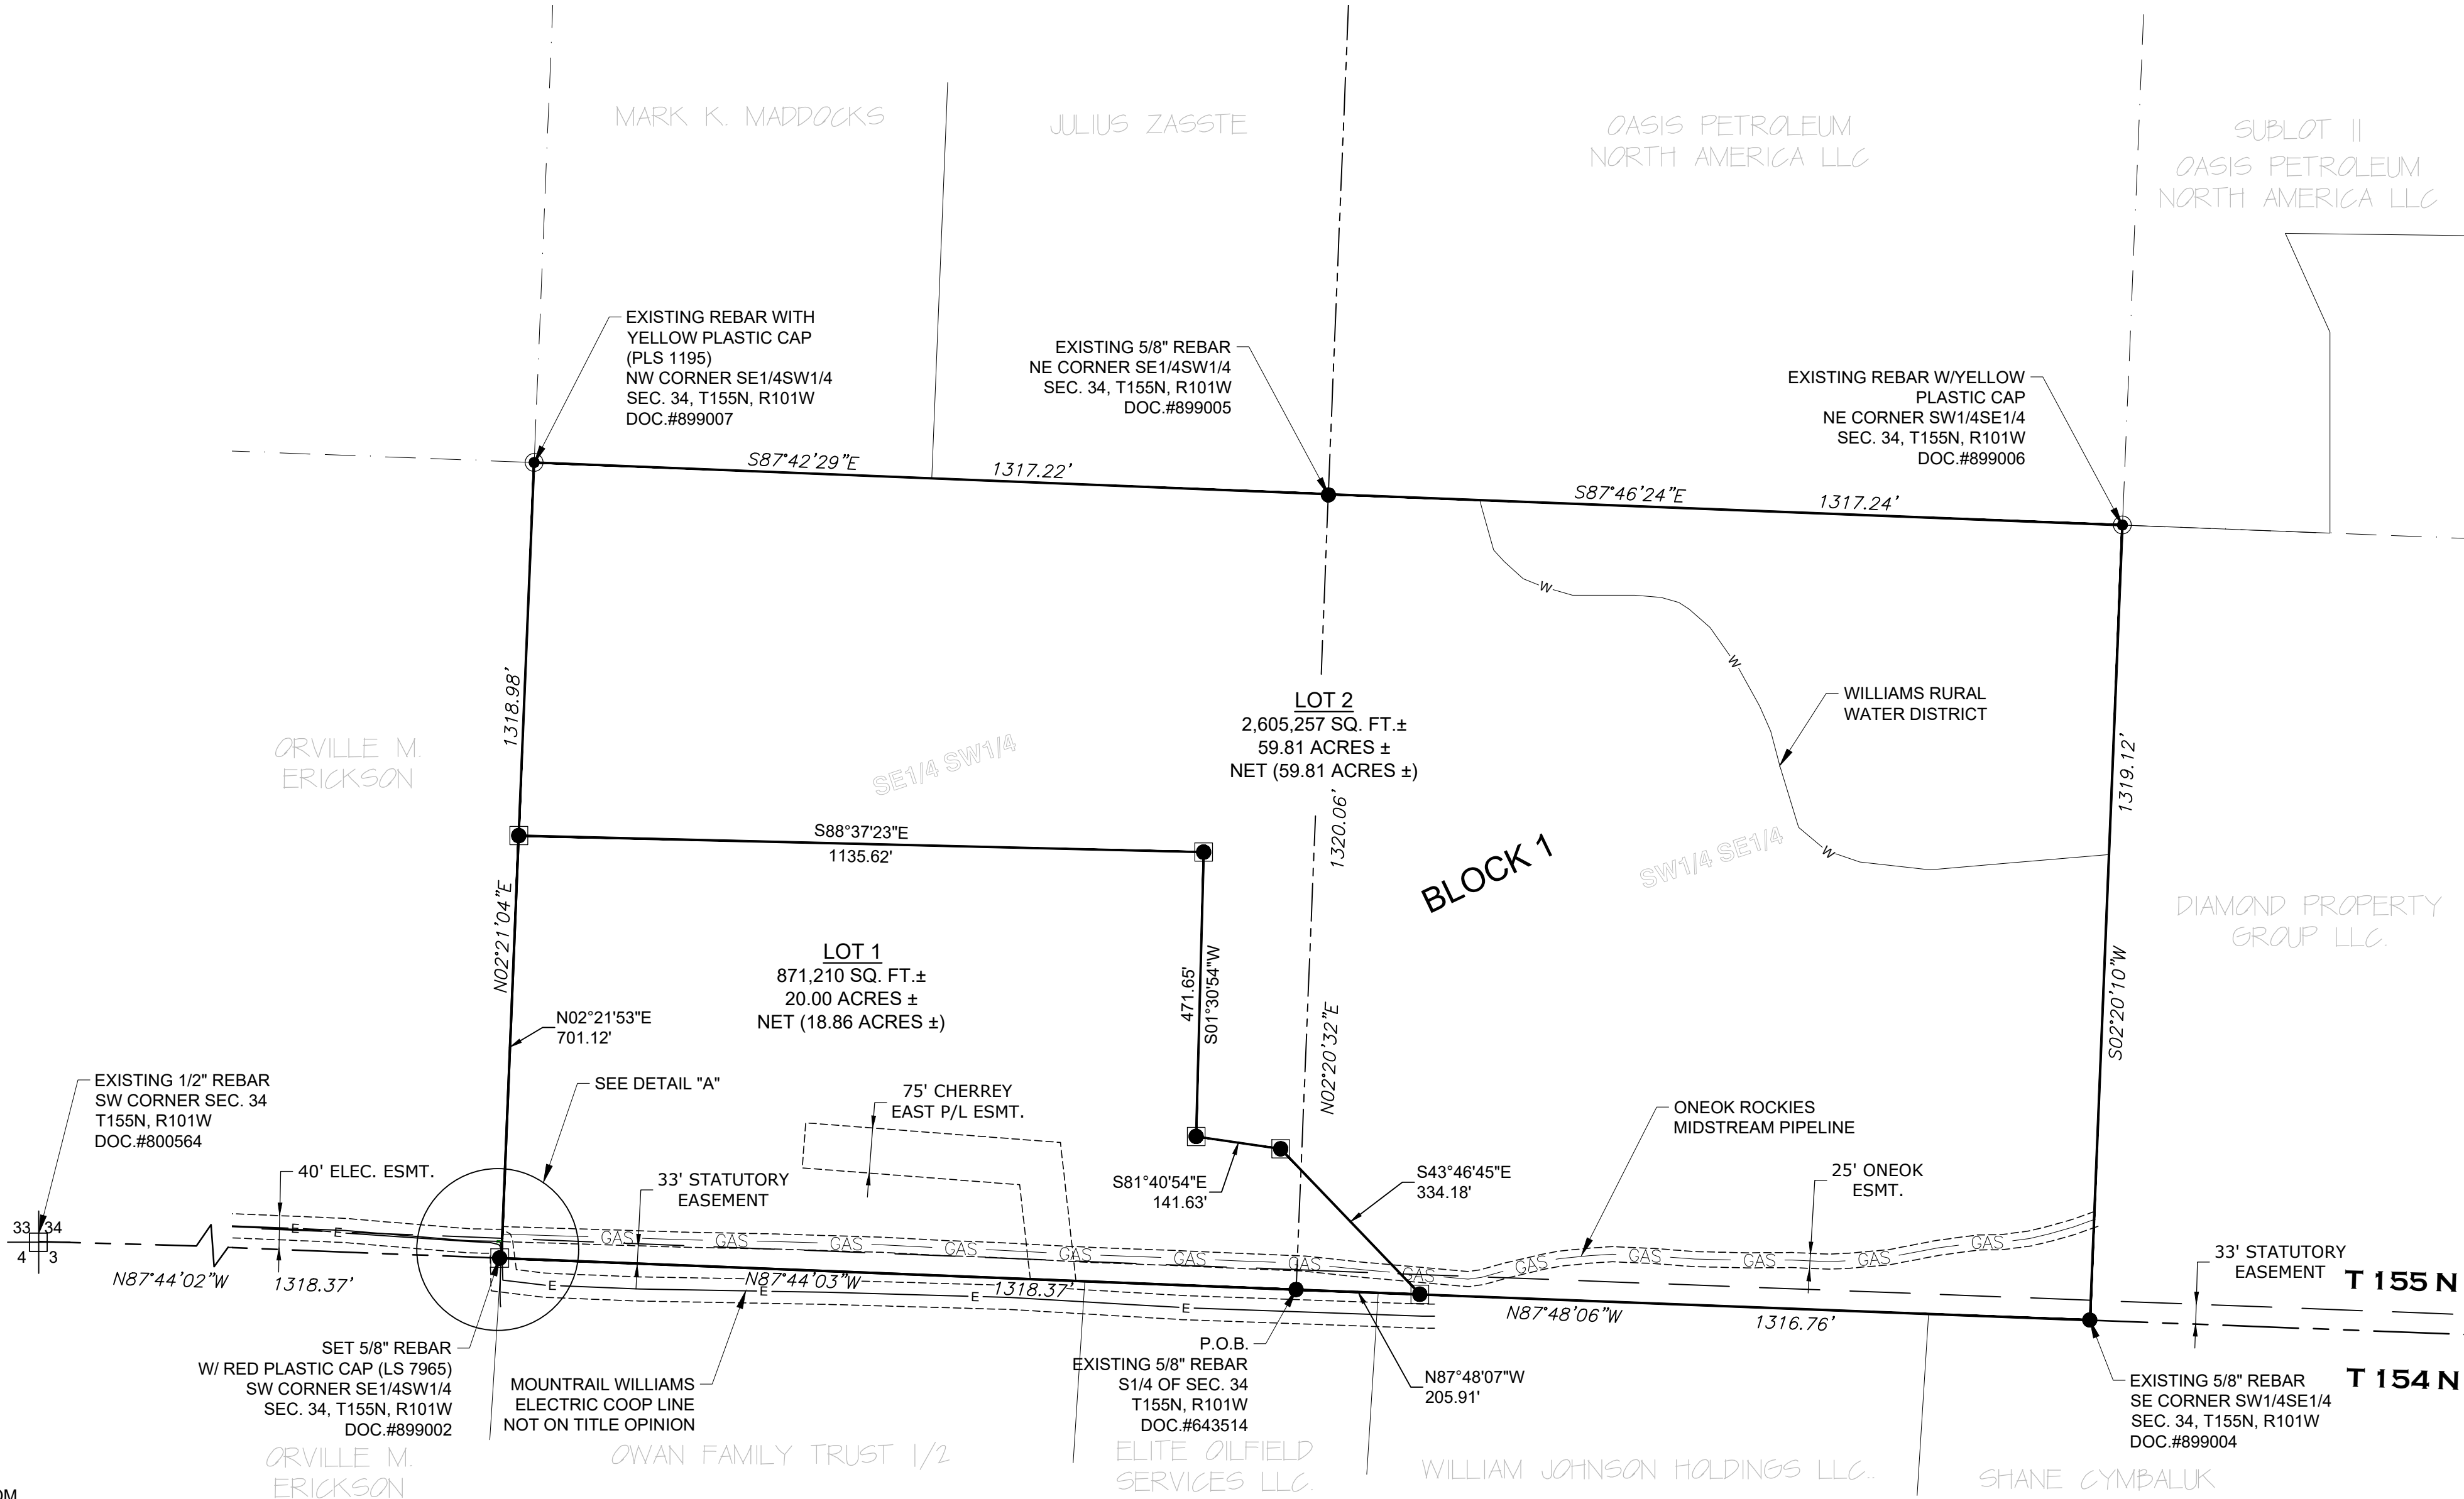 MARK K. MADDOCKS
JULIUS ZASSTE
OASIS PETROLEUM
NORTH AMERICA LLC
SUBLOT 11
OASIS PETROLEUM
NORTH AMERICA LLC
EXISTING REBAR WITH
YELLOW PLASTIC CAP
(PLS 1195)
NW CORNER SE1/4SW1/4
SEC. 34, T155N, R101W
DOC.#899007
EXISTING 5/8" REBAR
NE CORNER SE1/4SW1/4
SEC. 34, T155N, R101W
DOC.#899005
EXISTING REBAR W/YELLOW
PLASTIC CAP
NE CORNER SW1/4SE1/4
SEC. 34, T155N, R101W
DOC.#899006
S87°42'29"E
1317.22'
S87°46'24"E
1317.24'
W
W
W
1318.98'
N02°21'04"E
ORVILLE M.
ERICKSON
SE1/4 SW1/4
LOT 2
2,605,257 SQ. FT.±
59.81 ACRES ±
NET (59.81 ACRES ±)
1320.06'
N02°20'32"E
WILLIAMS RURAL
WATER DISTRICT
1319.12'
S02°20'10"W
BLOCK 1
SW1/4 SE1/4
S88°37'23"E
1135.62'
DIAMOND PROPERTY
GROUP LLC.
LOT 1
871,210 SQ. FT.±
20.00 ACRES ±
NET (18.86 ACRES ±)
471.65'
S01°30'54"W
N02°21'53"E
701.12'
EXISTING 1/2" REBAR
SW CORNER SEC. 34
T155N, R101W
DOC.#800564
SEE DETAIL "A"
75' CHERREY
EAST P/L ESMT.
ONEOK ROCKIES
MIDSTREAM PIPELINE
40' ELEC. ESMT.
33' STATUTORY
EASEMENT
S81°40'54"E
141.63'
S43°46'45"E
334.18'
25' ONEOK
ESMT.
33 34
4 3
E E
GAS GAS GAS GAS GAS GAS GAS GAS GAS GAS GAS GAS
33' STATUTORY
EASEMENT
T 155 N
N87°44'02"W
1318.37'
N87°44'03"W
1318.37'
E E E E
N87°48'06"W
1316.76'
SET 5/8" REBAR
W/ RED PLASTIC CAP (LS 7965)
SW CORNER SE1/4SW1/4
SEC. 34, T155N, R101W
DOC.#899002
MOUNTRAIL WILLIAMS
ELECTRIC COOP LINE
NOT ON TITLE OPINION
P.O.B.
EXISTING 5/8" REBAR
S1/4 OF SEC. 34
T155N, R101W
DOC.#643514
N87°48'07"W
205.91'
T 154 N
EXISTING 5/8" REBAR
SE CORNER SW1/4SE1/4
SEC. 34, T155N, R101W
DOC.#899004
ORVILLE M.
ERICKSON
OWAN FAMILY TRUST 1/2
ELITE OILFIELD
SERVICES LLC.
WILLIAM JOHNSON HOLDINGS LLC..
SHANE CYMBALUK